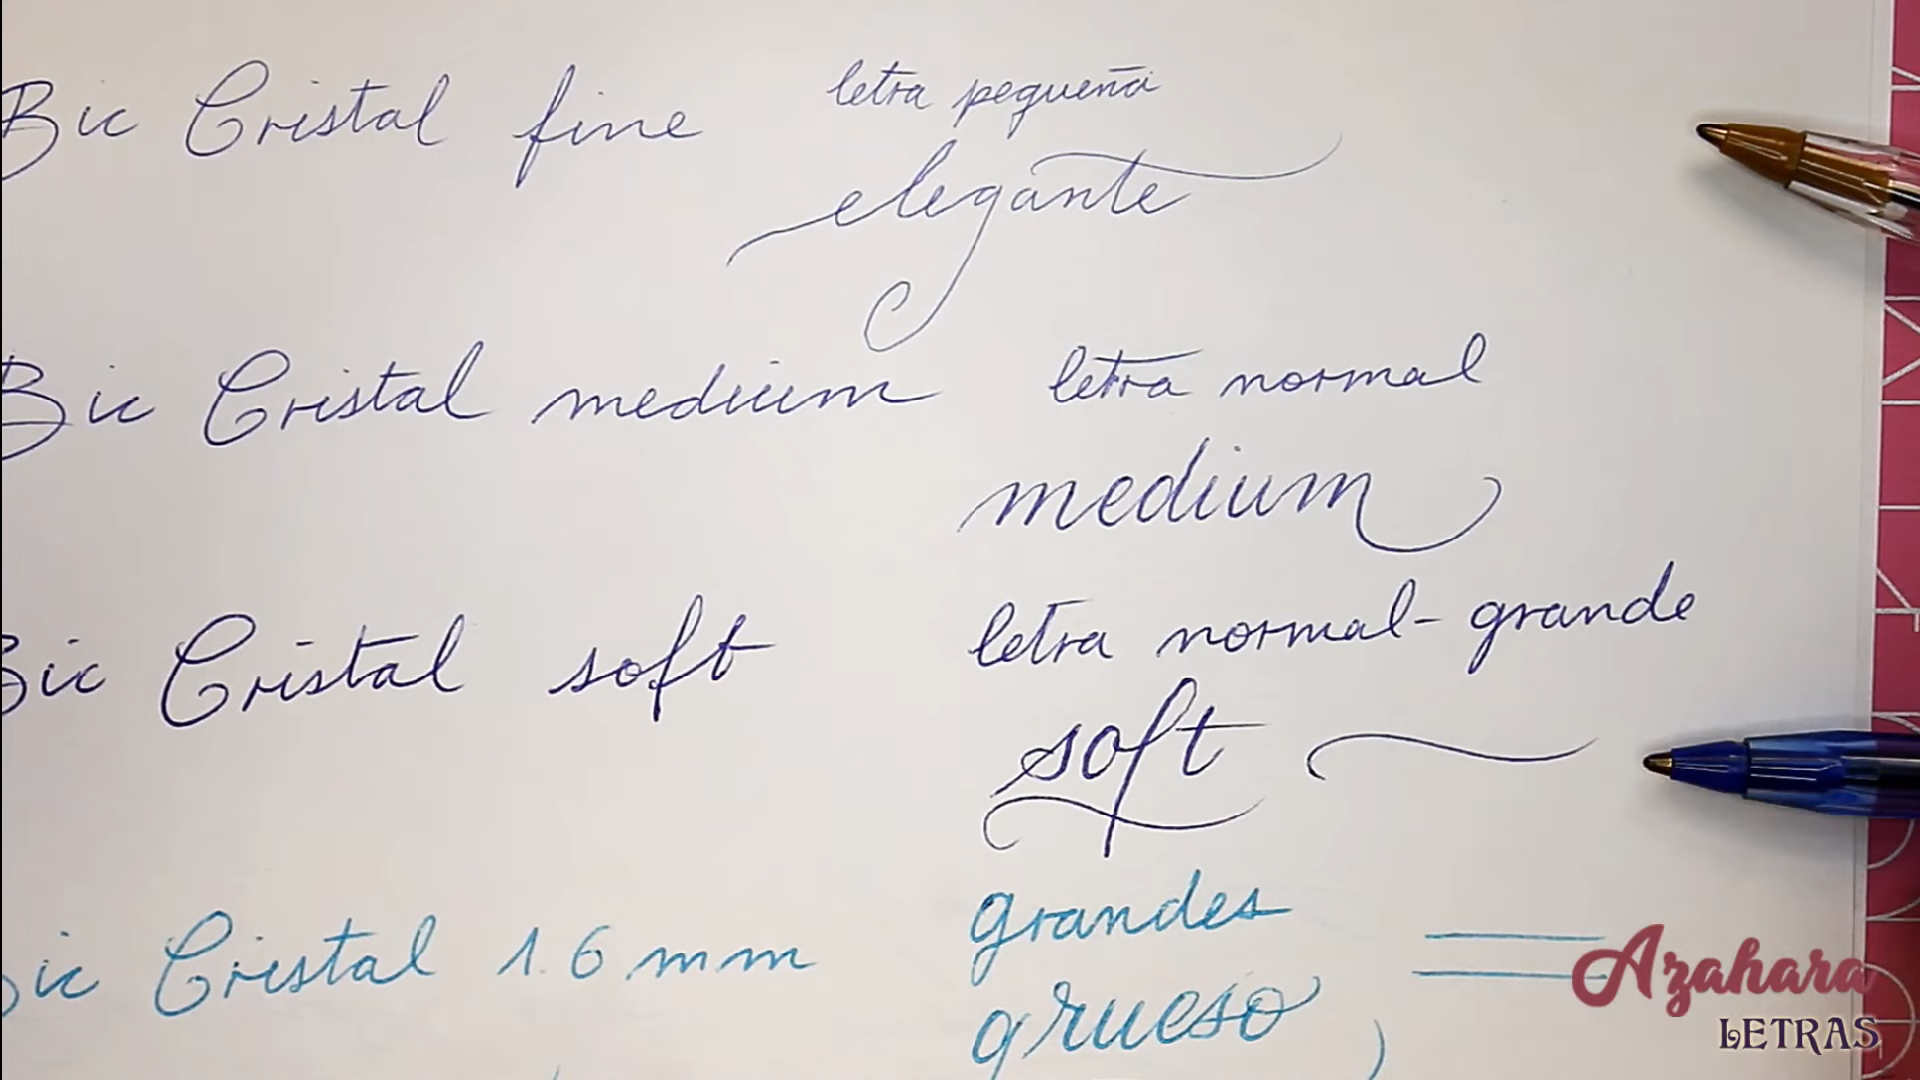 Bic Cristal fine letra pequeña
elegante
Bic Cristal medium letra normal
medium
Bic Cristal soft letra normal-grande
soft
Bic Cristal 1.6 mm grandes
grueso
Azahara
LETRAS